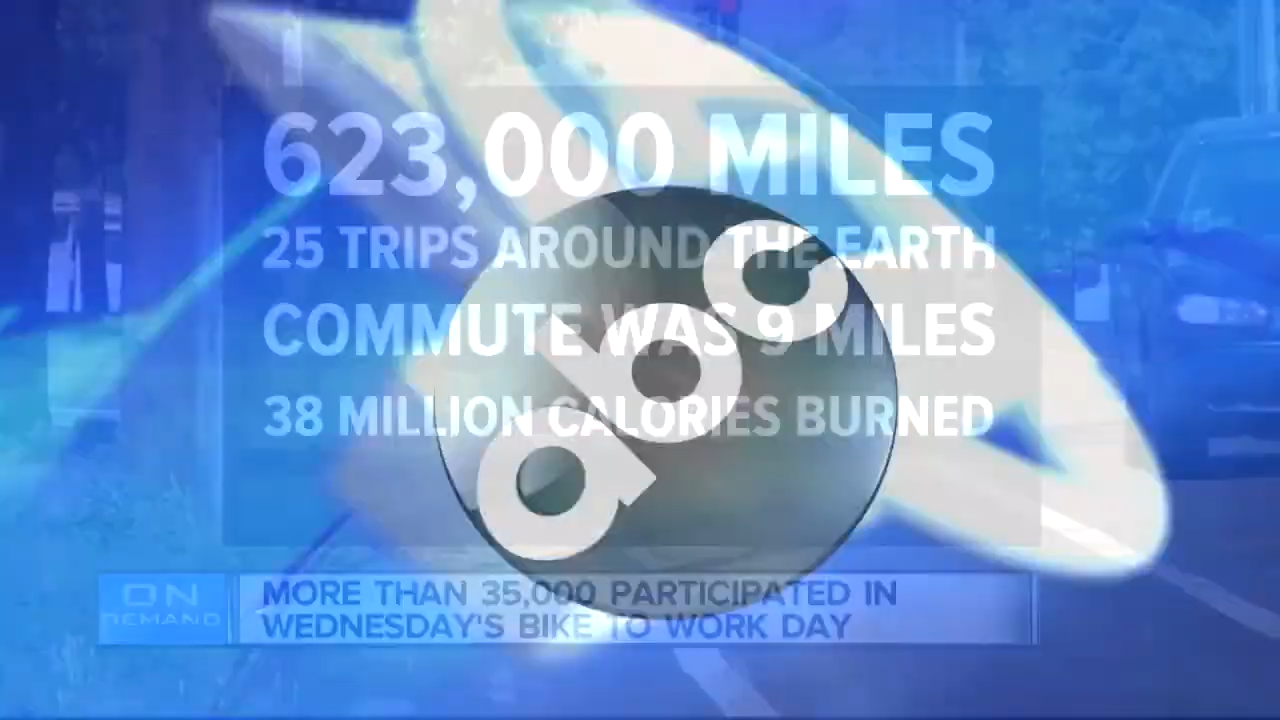 623,000 MILES
25 TRIPS AROUND THE EARTH
COMMUTE WAS 9 MILES
38 MILLION CALORIES BURNED
abc
ON
DEMAND
MORE THAN 35,000 PARTICIPATED IN
WEDNESDAY'S BIKE TO WORK DAY